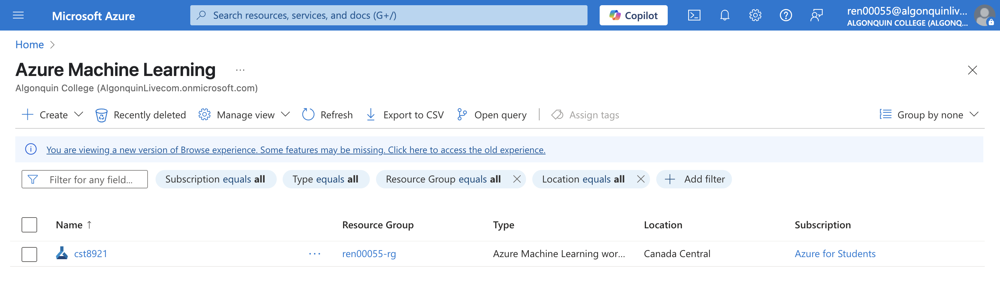 Microsoft Azure
Search resources, services, and docs (G+/)
Copilot
ren00055@algonquinliv...
ALGONQUIN COLLEGE (ALGONQ...
Home
Azure Machine Learning ...
Algonquin College (AlgonquinLivecom.onmicrosoft.com)
Create Recently deleted Manage view Refresh Export to CSV Open query Assign tags Group by none
You are viewing a new version of Browse experience. Some features may be missing. Click here to access the old experience.
Filter for any field... Subscription equals all Type equals all Resource Group equals all Location equals all Add filter
Name ↑ Resource Group Type Location Subscription
cst8921 ... ren00055-rg Azure Machine Learning wor... Canada Central Azure for Students